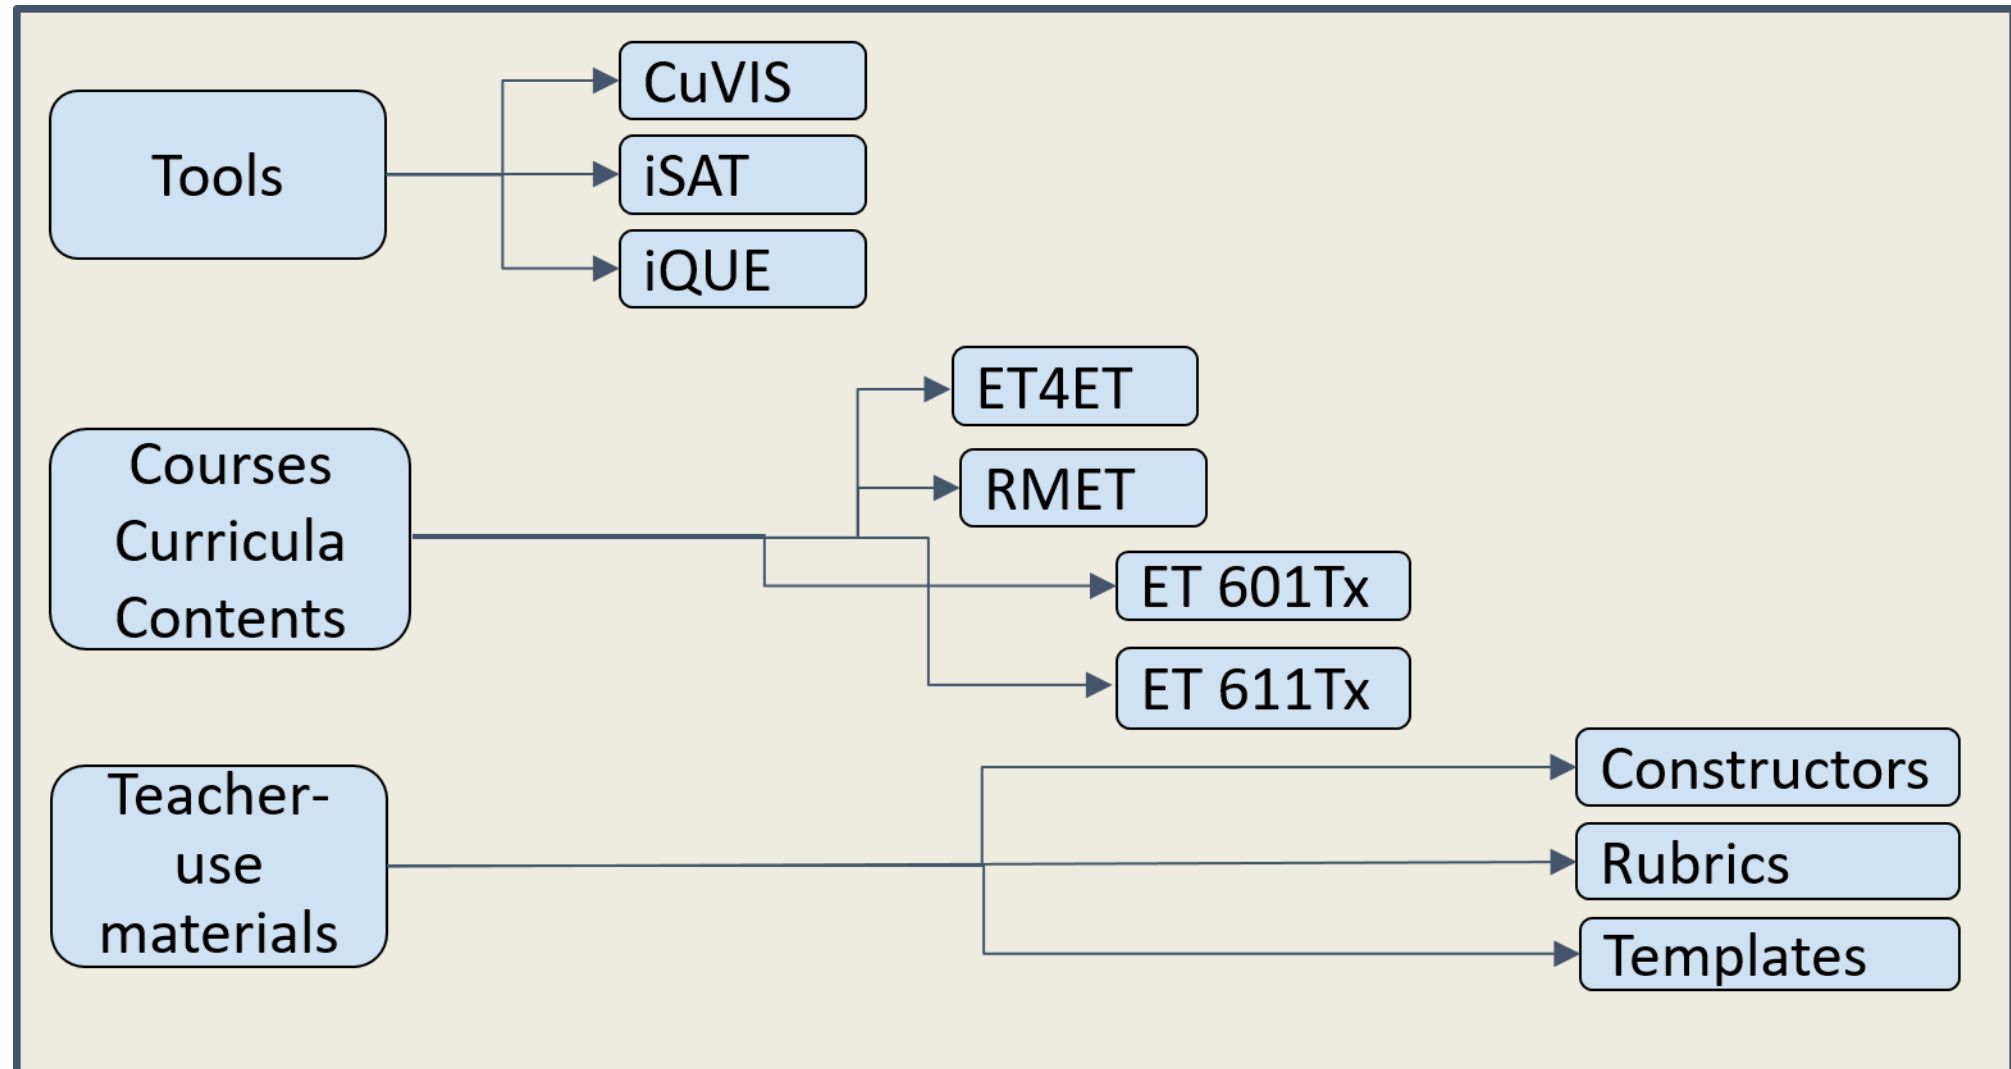 Tools
CuVIS
iSAT
iQUE
Courses
Curricula
Contents
ET4ET
RMET
ET 601Tx
ET 611Tx
Teacher-
use
materials
Constructors
Rubrics
Templates